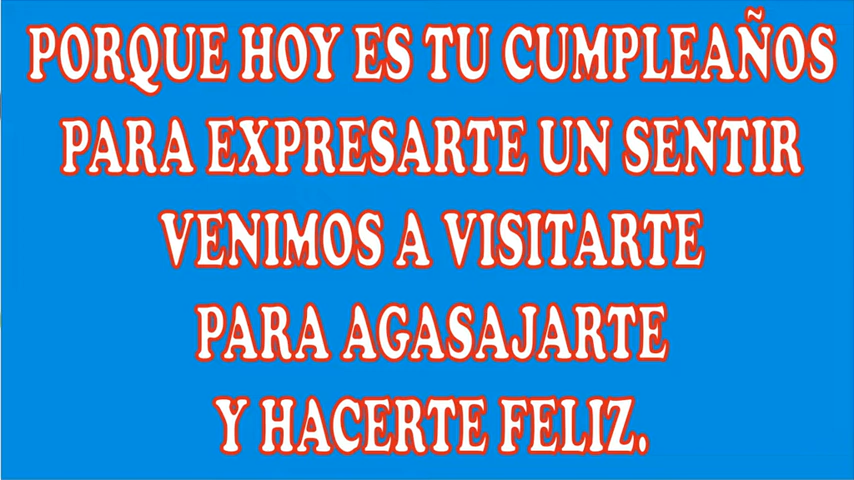 PORQUE HOY ES TU CUMPLEAÑOS
PARA EXPRESARTE UN SENTIR
VENIMOS A VISITARTE
PARA AGASAJARTE
Y HACERTE FELIZ.